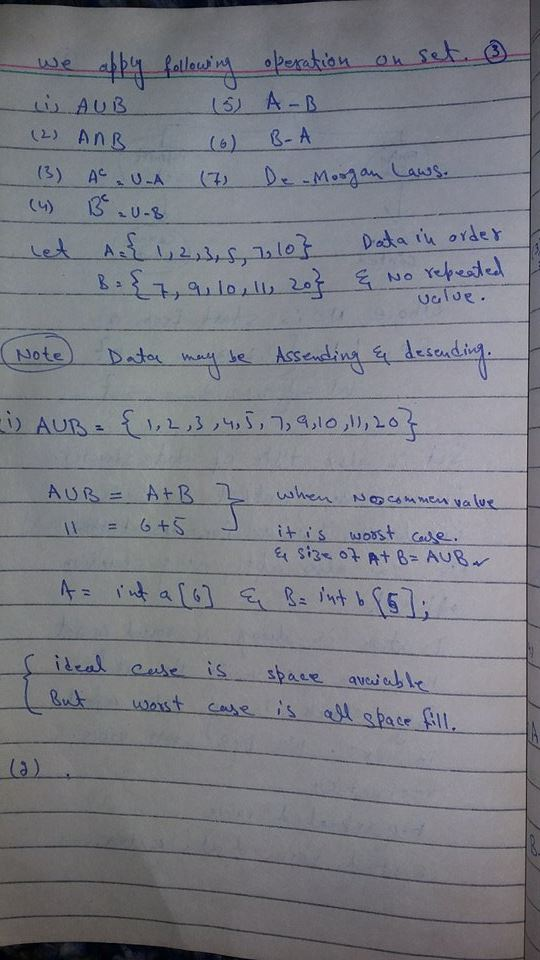 we apply following operation on set. ③
(i) AUB (5) A - B
(2) A∩B (6) B - A
(3) Aᶜ = U-A (7) De-Morgan Laws.
(4) Bᶜ = U-B
Let A = { 1, 2, 3, 5, 7, 10 } Data in order
B = { 7, 9, 10, 11, 20 } & No repeated
value.
Note Data may be Assending & desending.
i) AUB = { 1, 2, 3, 4, 5, 7, 9, 10, 11, 20 }
AUB = A+B } when No commen value
11 = 6+5 it is worst case.
& size of A+B = AUB
A = int a[6] & B = int b[5];
{ ideal case is space avaiable
But worst case is all space fill.
(2) .